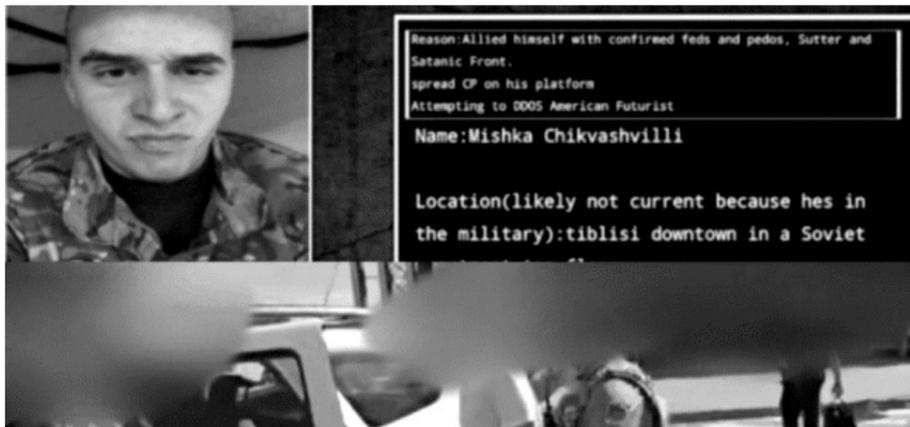 Reason:Allied himself with confirmed feds and pedos, Sutter and
Satanic Front.
spread CP on his platform
Attempting to DDOS American Futurist
Name:Mishka Chikvashvilli
Location(likely not current because hes in
the military):tiblisi downtown in a Soviet